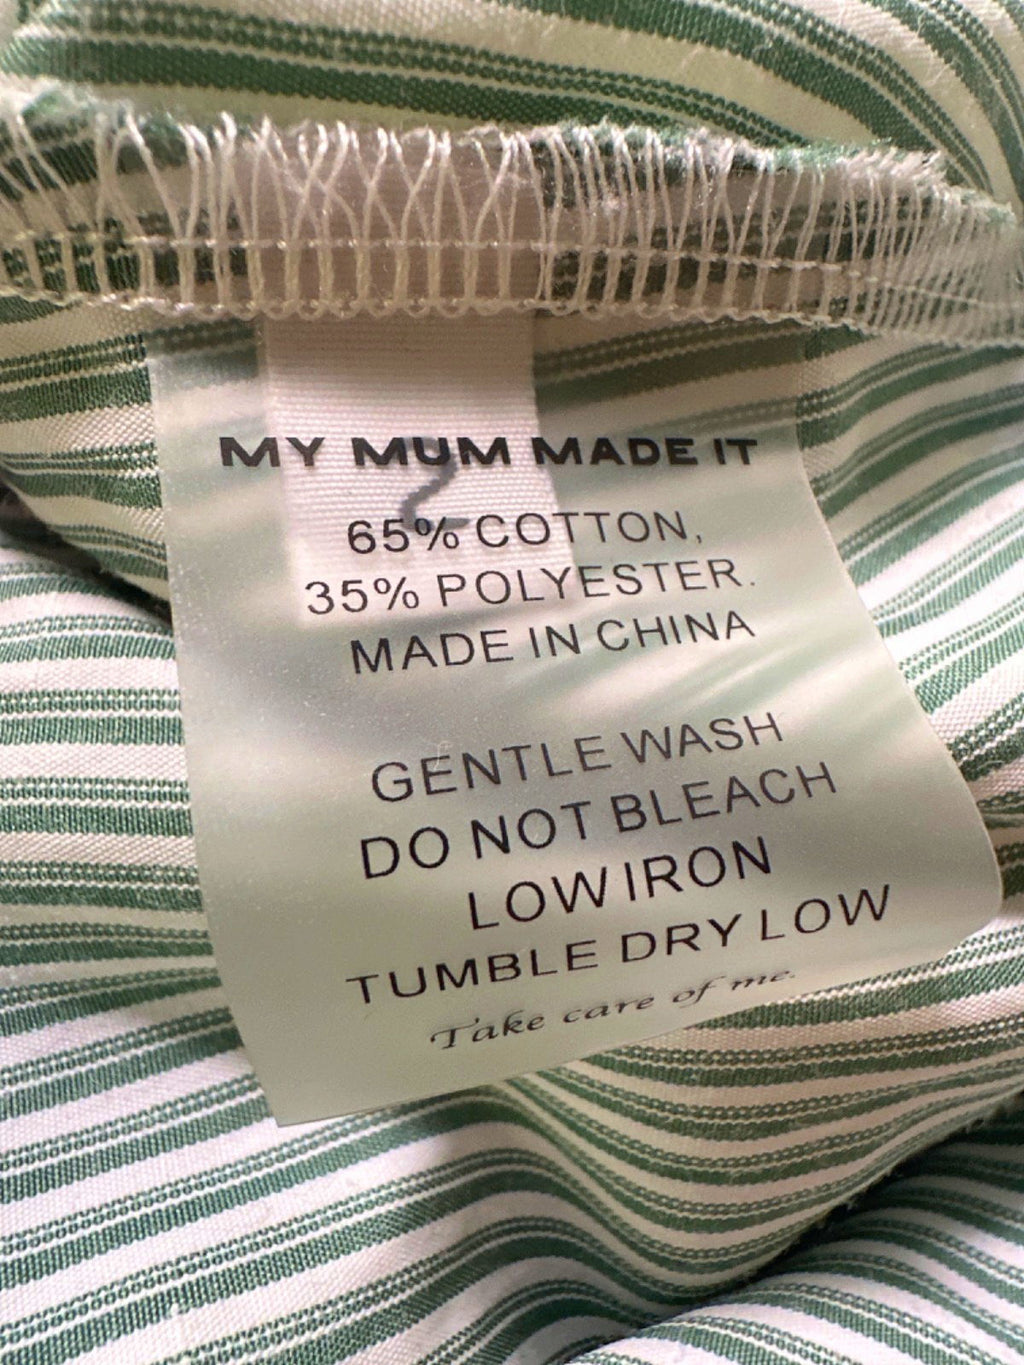 MY MUM MADE IT
2
65% COTTON,
35% POLYESTER.
MADE IN CHINA
GENTLE WASH
DO NOT BLEACH
LOW IRON
TUMBLE DRY LOW
Take care of me.